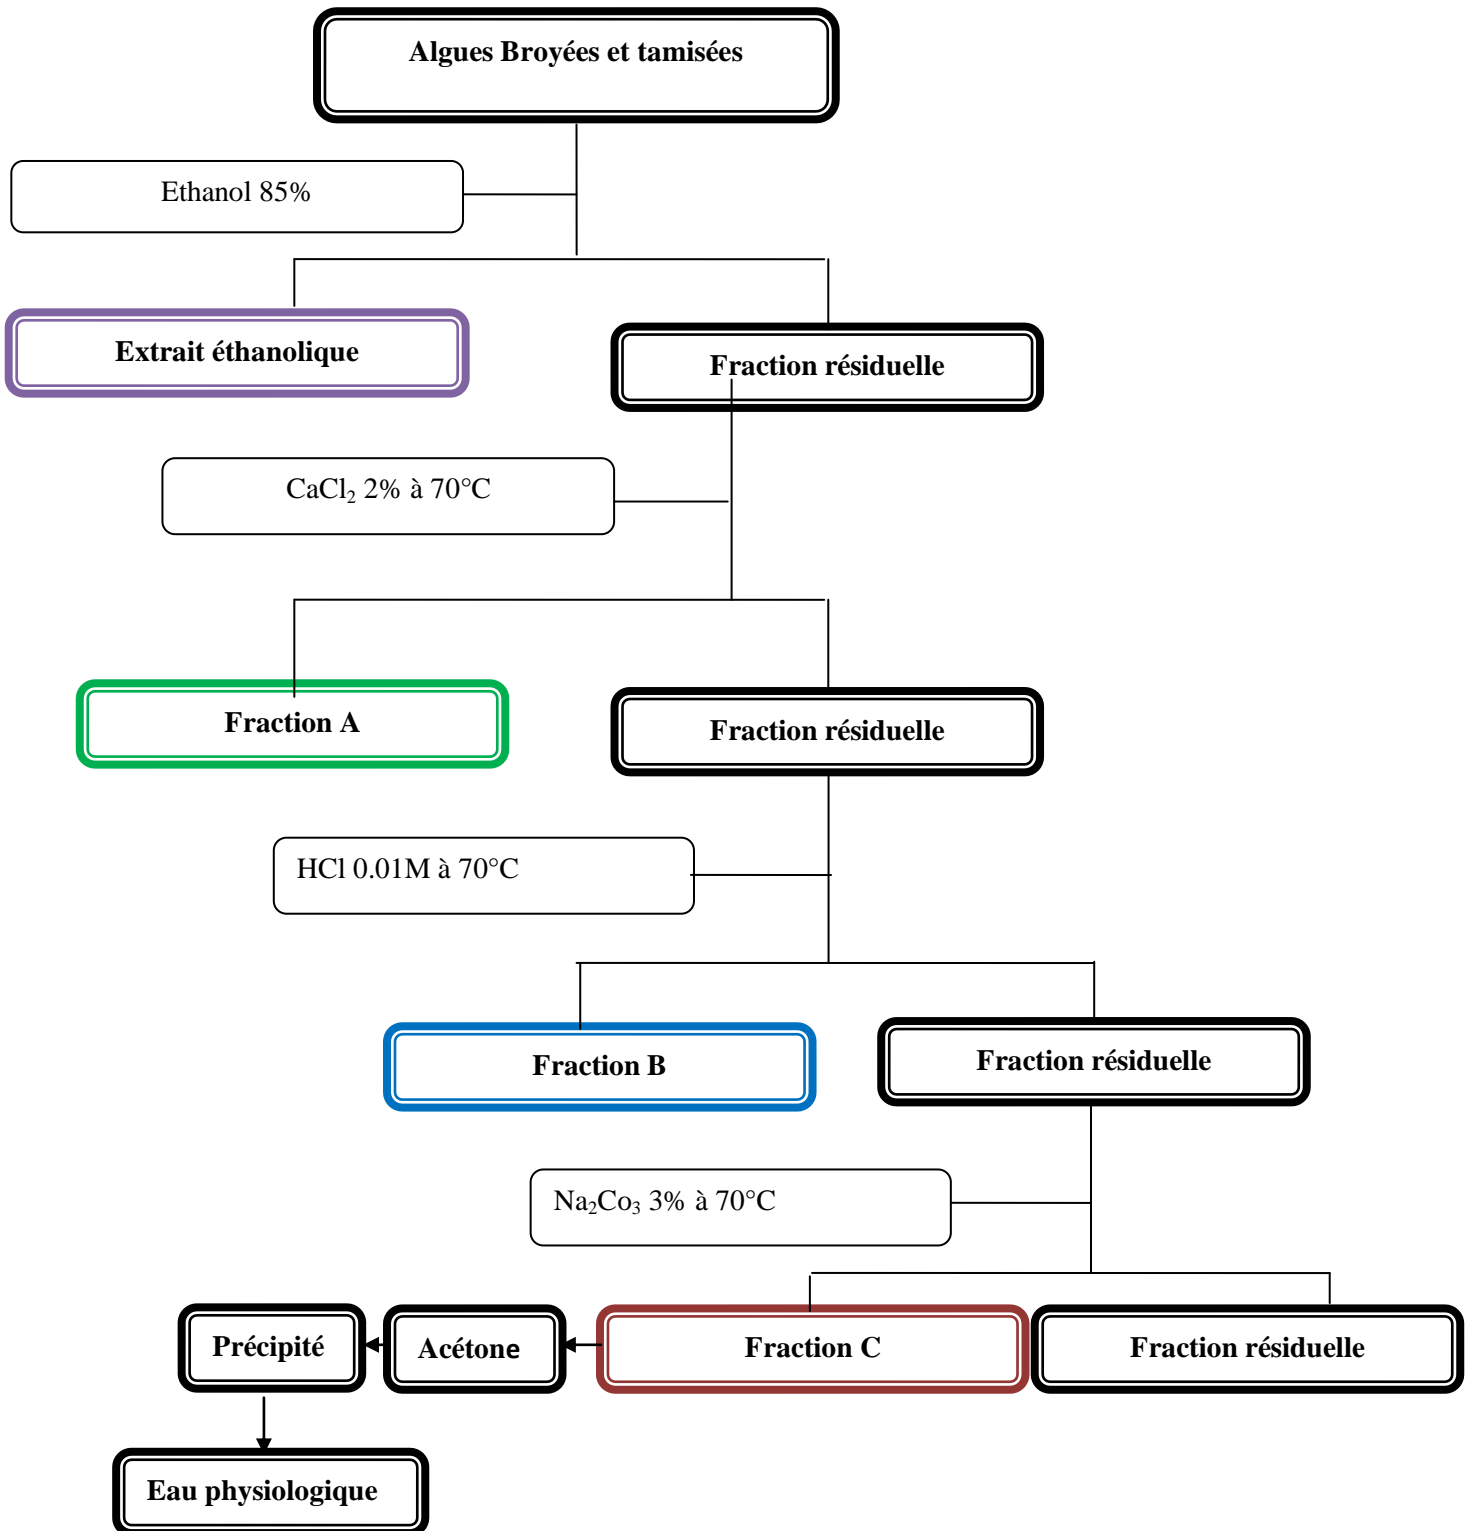 Algues Broyées et tamisées
Ethanol 85%
Extrait éthanolique
Fraction résiduelle
CaCl₂ 2% à 70°C
Fraction A
Fraction résiduelle
HCl 0.01M à 70°C
Fraction B
Fraction résiduelle
Na₂Co₃ 3% à 70°C
Précipité
Acétone
Fraction C
Fraction résiduelle
Eau physiologique